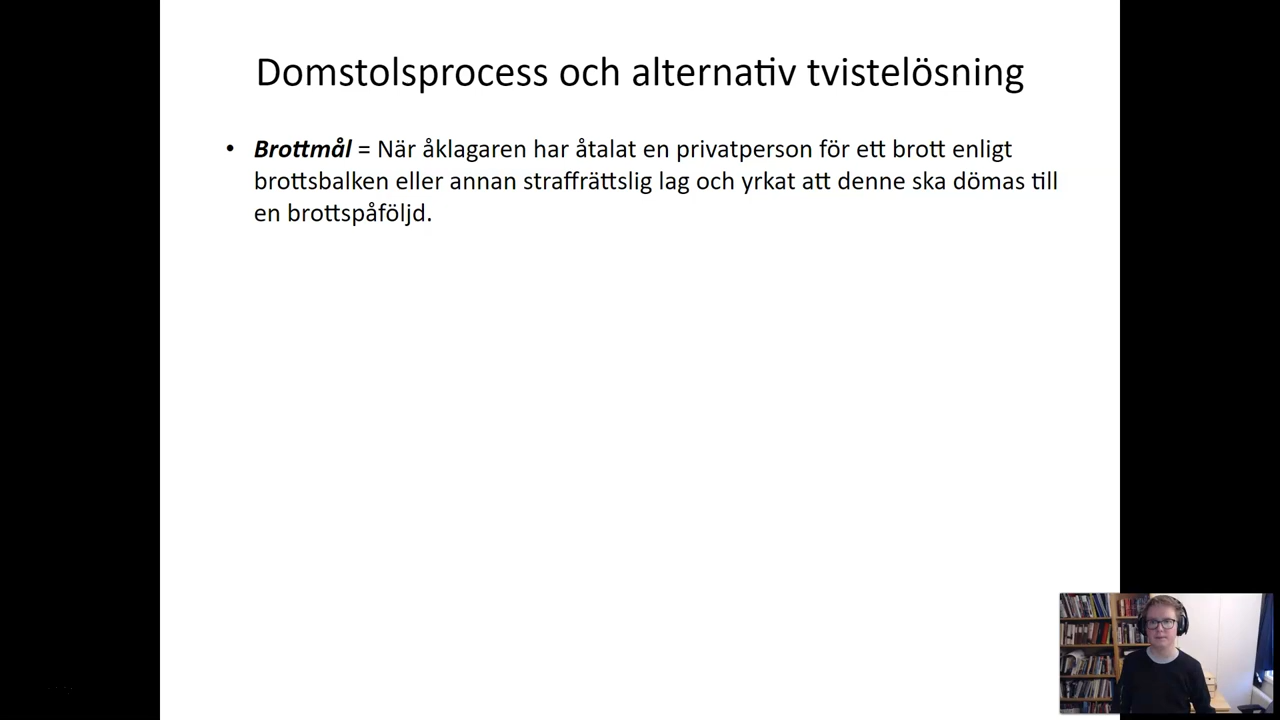 Domstolsprocess och alternativ tvistelösning
• Brottmål = När åklagaren har åtalat en privatperson för ett brott enligt
brottsbalken eller annan straffrättslig lag och yrkat att denne ska dömas till
en brottspåföljd.